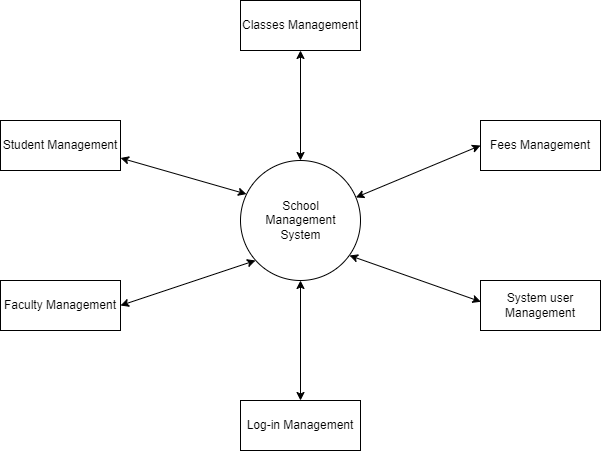 Classes Management
Student Management
Fees Management
School
Management
System
Faculty Management
System user
Management
Log-in Management